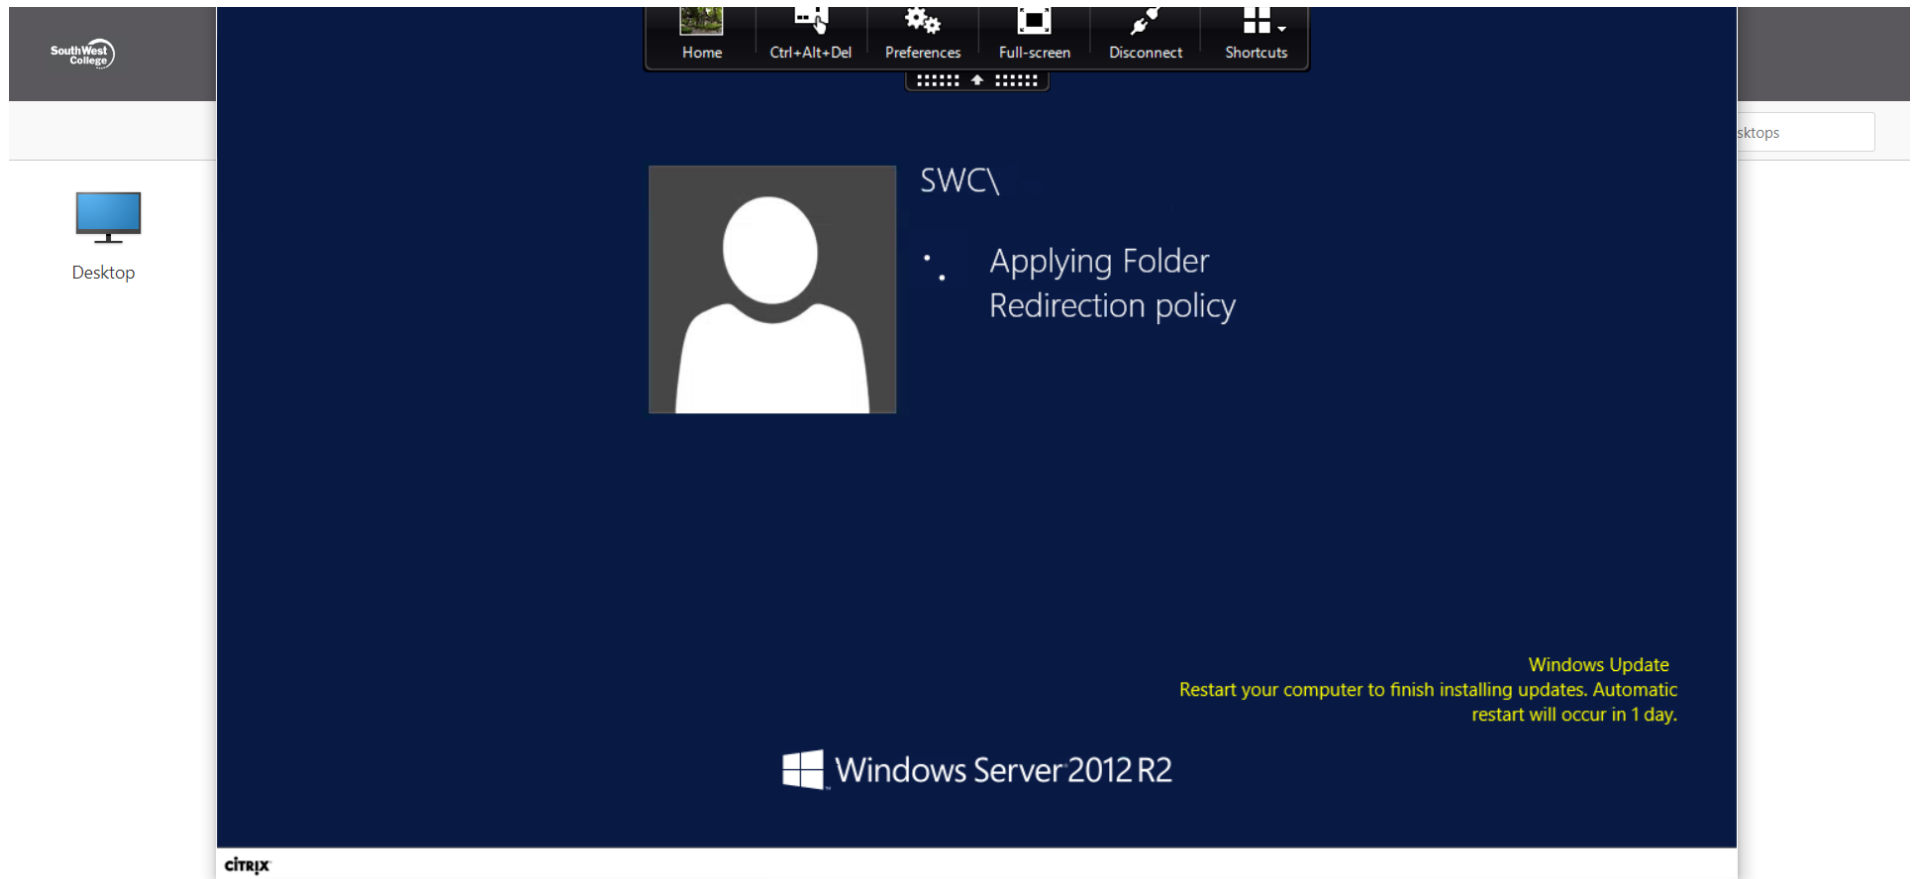 SouthWest
College
Home Ctrl+Alt+Del Preferences Full-screen Disconnect Shortcuts
sktops
SWC\
Desktop
Applying Folder
Redirection policy
Windows Update
Restart your computer to finish installing updates. Automatic
restart will occur in 1 day.
Windows Server 2012 R2
CİTRIX